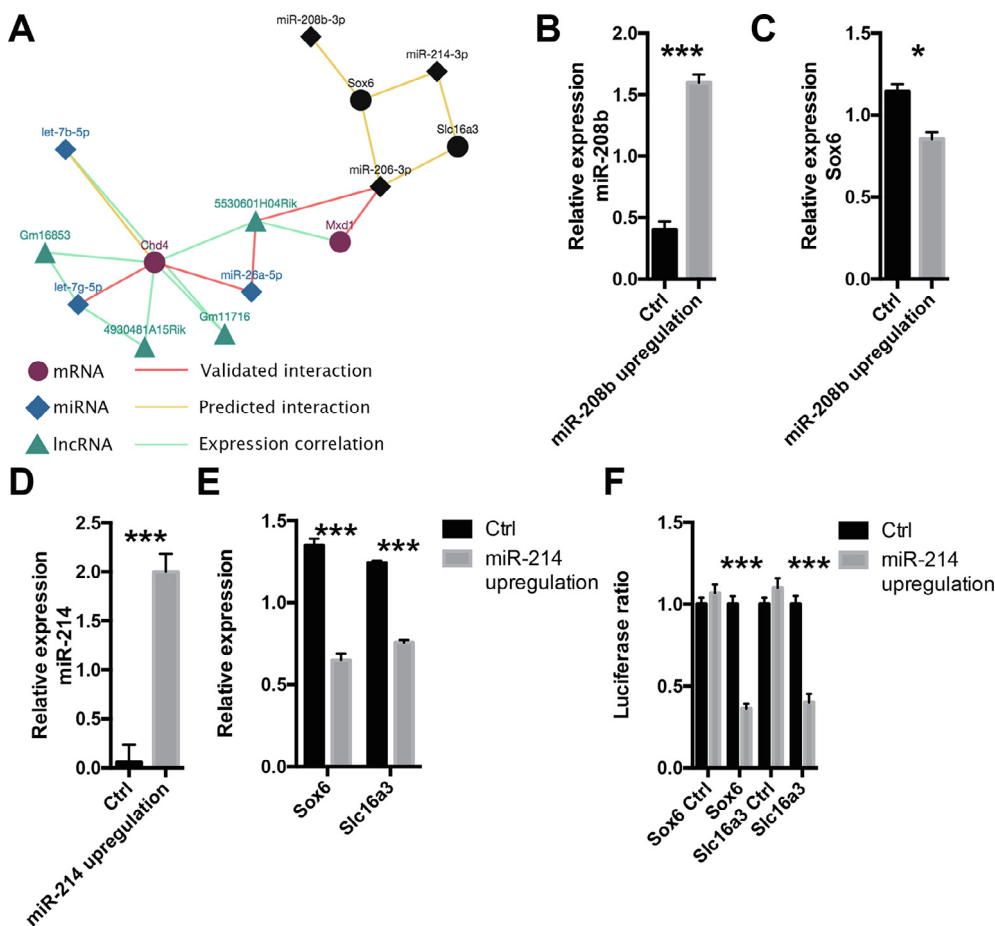 A
miR-208b-3p
miR-214-3p
Sox6
Slc16a3
let-7b-5p
miR-206-3p
5530601H04Rik
Mxd1
Gm16853
Chd4
miR-26a-5p
let-7g-5p
Gm11716
4930481A15Rik
mRNA
Validated interaction
miRNA
Predicted interaction
lncRNA
Expression correlation
B
Relative expression
miR-208b
2.0
1.5
1.0
0.5
0.0
***
Ctrl
miR-208b upregulation
C
Relative expression
Sox6
1.5
1.0
0.5
0.0
*
Ctrl
miR-208b upregulation
D
Relative expression
miR-214
2.5
2.0
1.5
1.0
0.5
0.0
***
Ctrl
miR-214 upregulation
E
Relative expression
1.5
1.0
0.5
0.0
***
***
Sox6
Slc16a3
Ctrl
miR-214
upregulation
F
Luciferase ratio
1.5
1.0
0.5
0.0
***
***
Sox6 Ctrl
Sox6
Slc16a3 Ctrl
Slc16a3
Ctrl
miR-214
upregulation